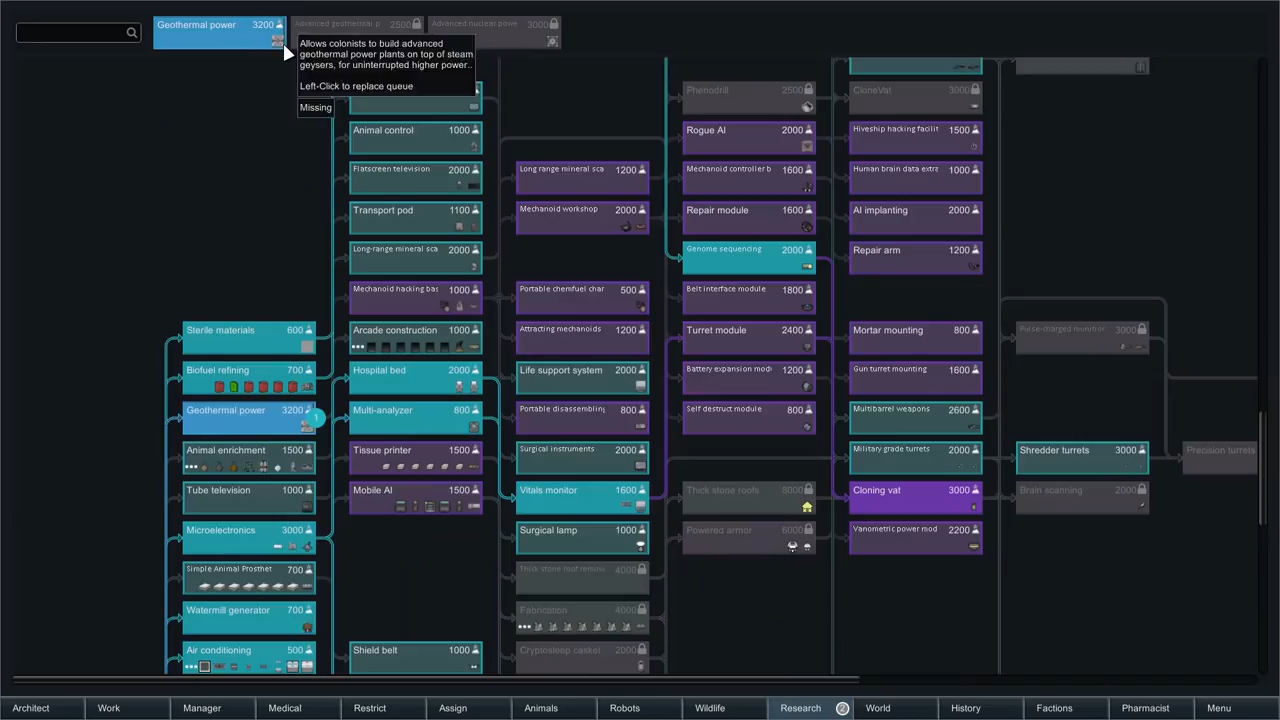 Geothermal power 3200
Advanced geothermal p 2500
Advanced nuclear powe 3000
Allows colonists to build advanced
geothermal power plants on top of steam
geysers, for uninterrupted higher power..
Left-Click to replace queue
Missing
Phenodrill 2500
CloneVat 3000
Animal control 1000
Rogue AI 2000
Hiveship hacking facilit 1500
Flatscreen television 2000
Long range mineral sca 1200
Mechanoid controller b 1600
Human brain data extra 1000
Transport pod 1100
Mechanoid workshop 2000
Repair module 1600
AI implanting 2000
Long-range mineral sca 2000
Genome sequencing 2000
Repair arm 1200
Mechanoid hacking bas 1000
Portable chemfuel char 500
Belt interface module 1800
Sterile materials 600
Arcade construction 1000
Attracting mechanoids 1200
Turret module 2400
Mortar mounting 800
Pulse-charged munition 3000
Biofuel refining 700
Hospital bed 2000
Life support system 2000
Battery expansion mod 1200
Gun turret mounting 1600
Geothermal power 3200
1
Multi-analyzer 800
Portable disassembling 800
Self destruct module 800
Multibarrel weapons 2600
Animal enrichment 1500
Tissue printer 1000
Surgical instruments 2000
Military grade turrets 2000
Shredder turrets 3000
Precision turrets
Tube television 1000
Mobile AI 1500
Vitals monitor 1600
Thick stone roofs 8000
Cloning vat 3000
Brain scanning 2000
Microelectronics 3000
Surgical lamp 1000
Powered armor 6000
Vanometric power mod 2200
Simple Animal Prosthet 700
Thick stone roof remov 4000
Watermill generator 700
Fabrication 4000
Air conditioning 500
Shield belt 1000
Cryptosleep casket 2000
Architect Work Manager Medical Restrict Assign Animals Robots Wildlife Research 2 World History Factions Pharmacist Menu